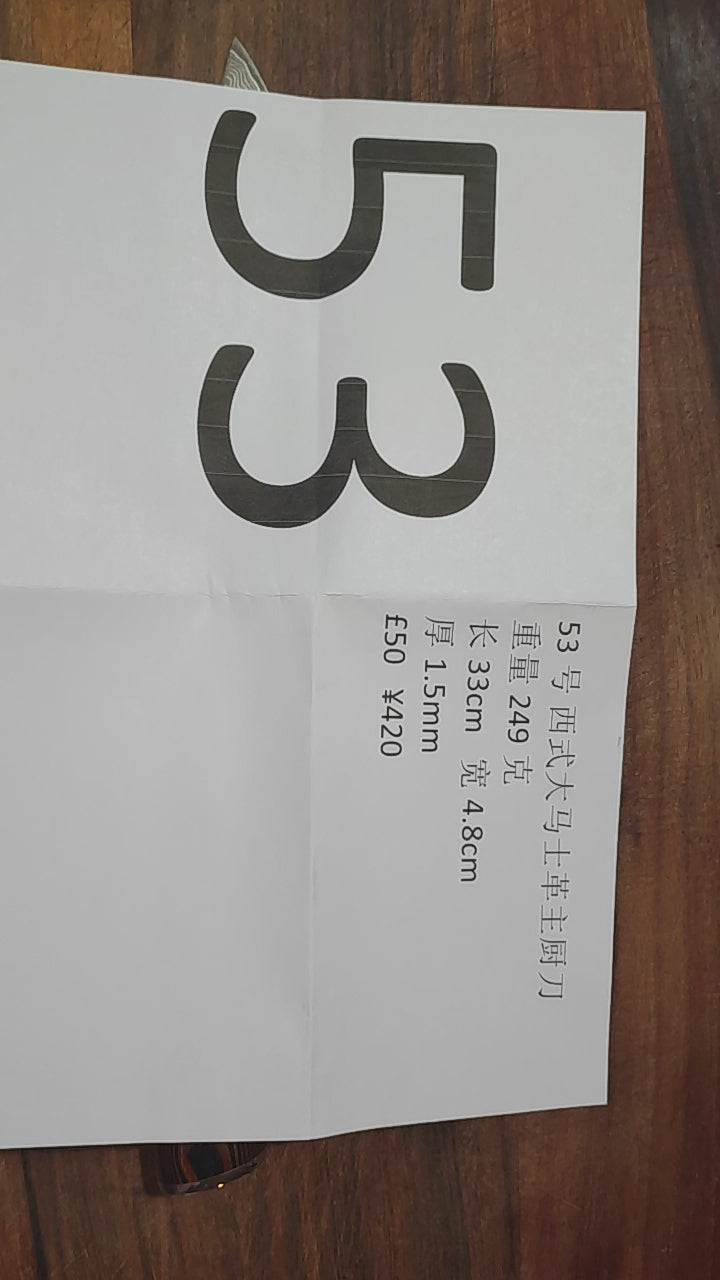 53
53 号 西式大马士革主厨刀
重量 249 克
长 33cm 宽 4.8cm
厚 1.5mm
£50 ¥420